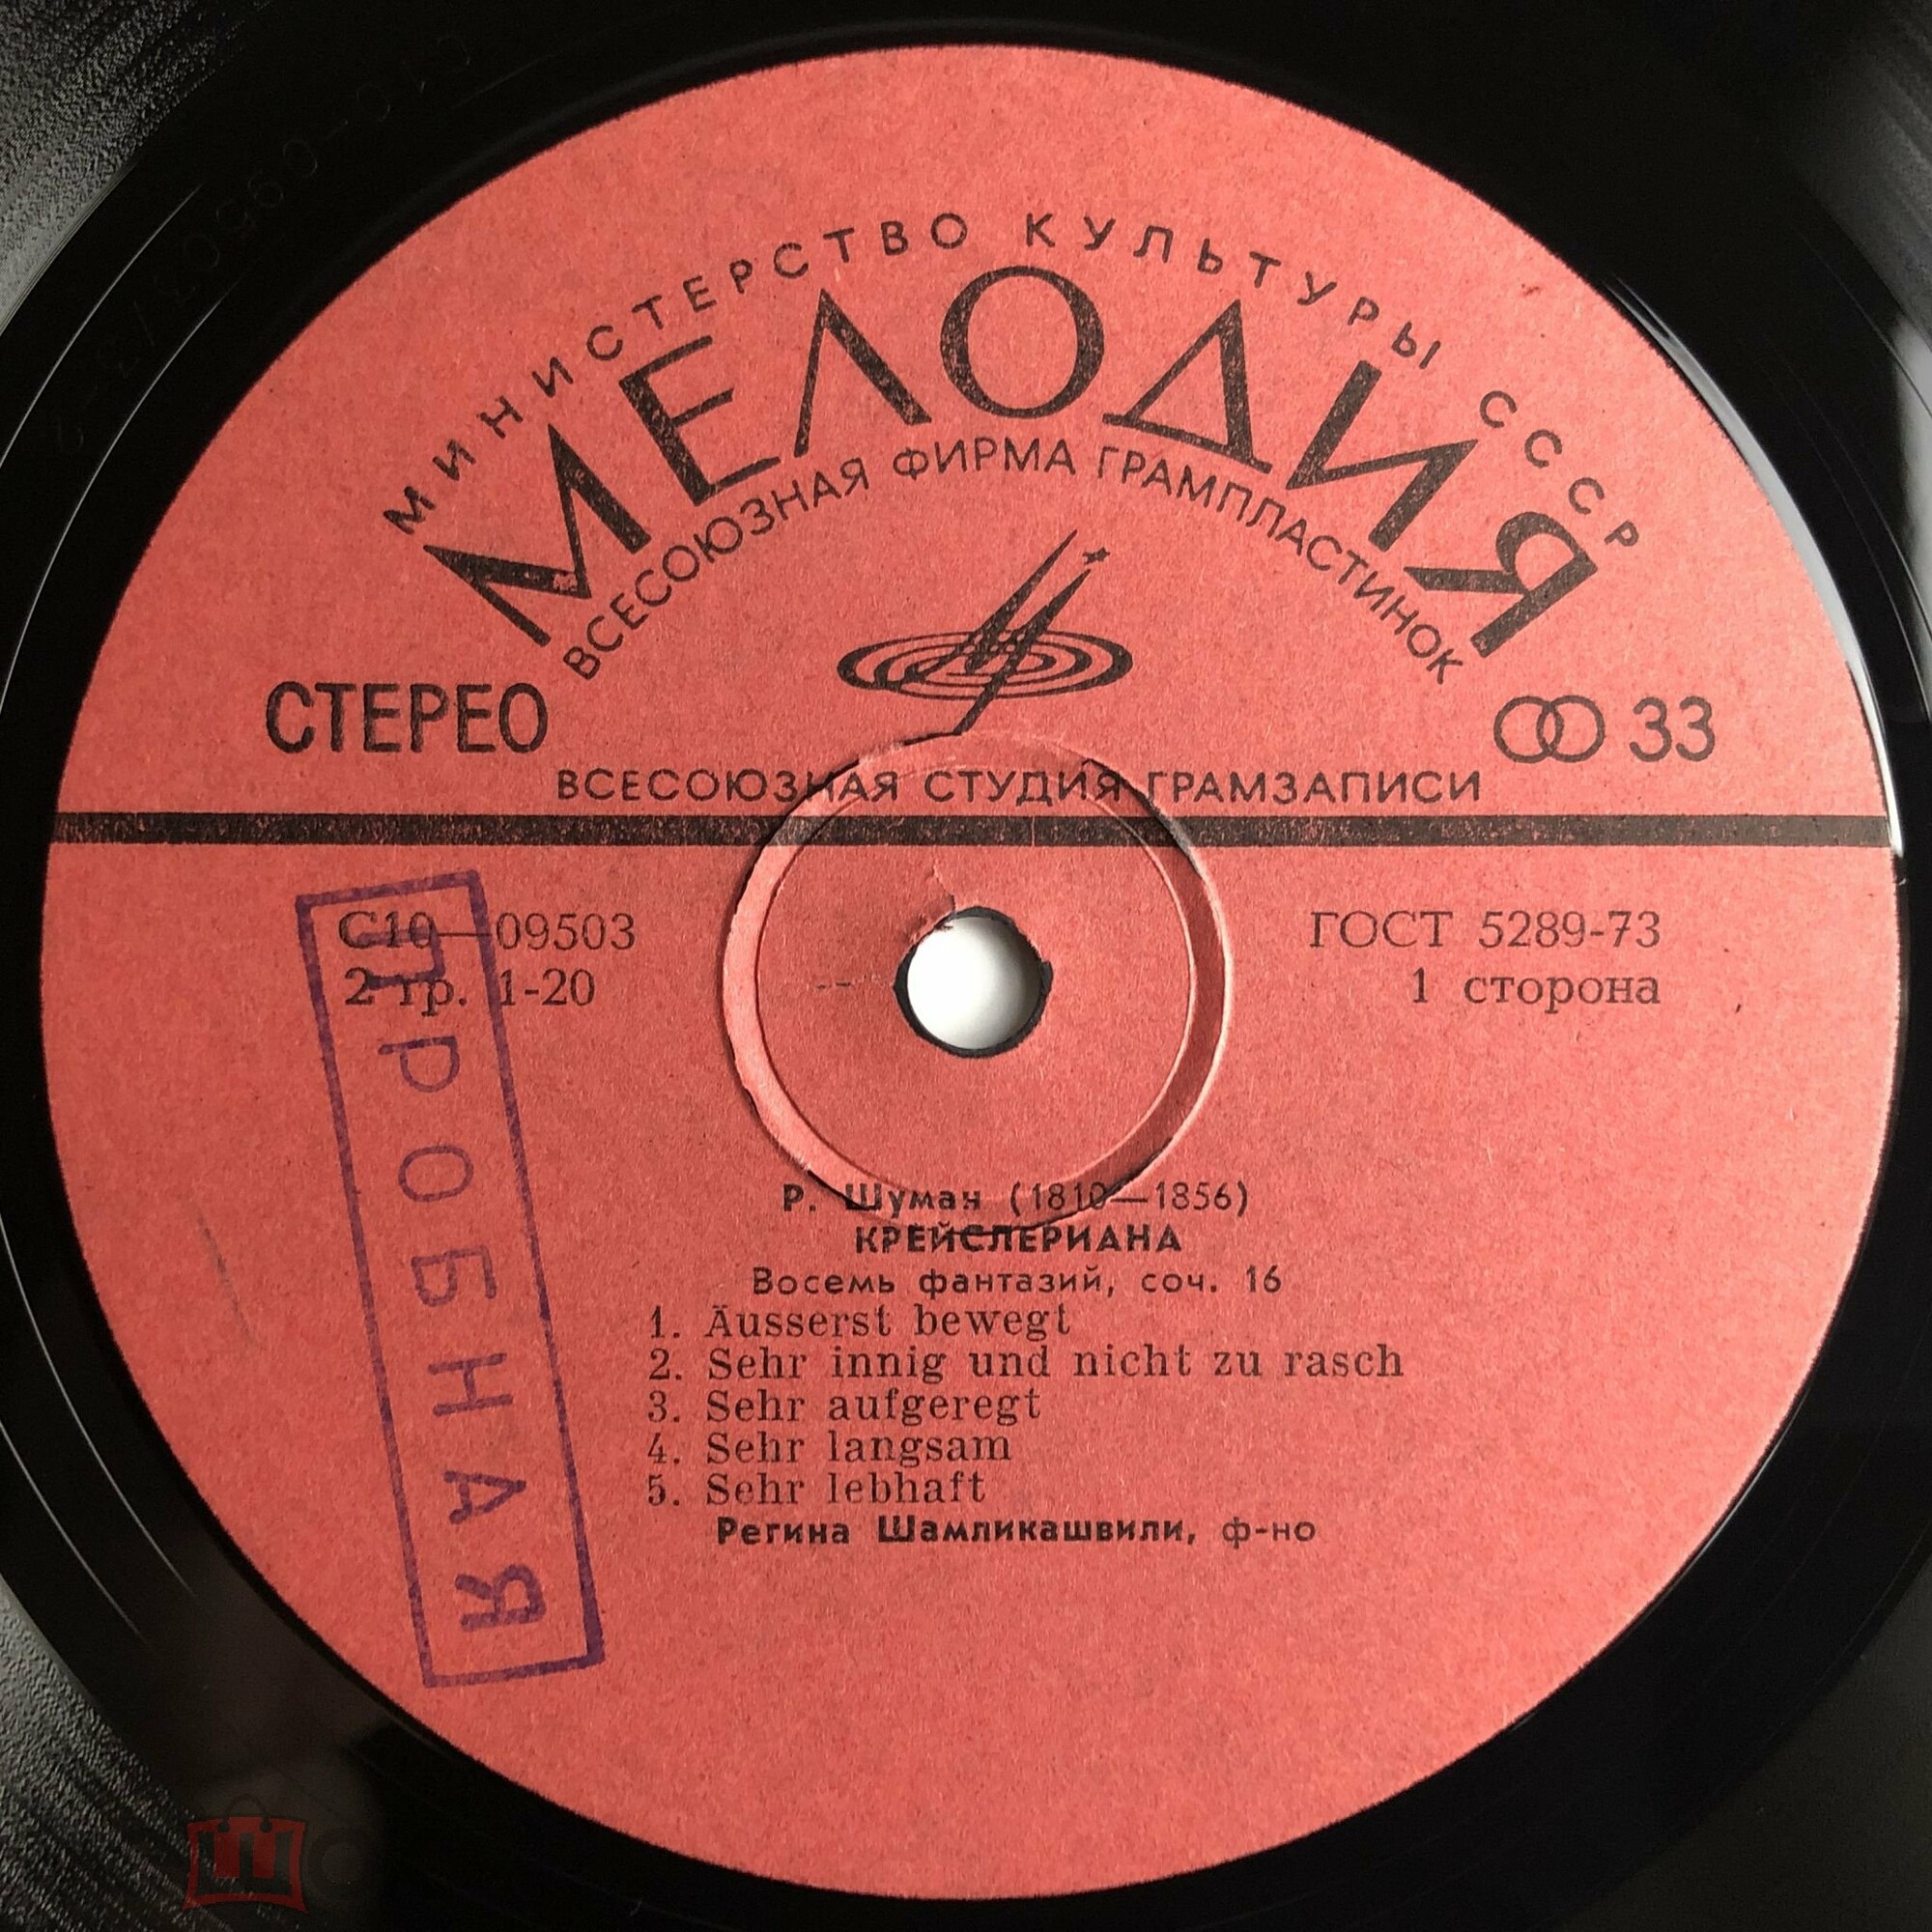 МИНИСТЕРСТВО КУЛЬТУРЫ СССР
МЕЛОДИЯ
ВСЕСОЮЗНАЯ ФИРМА ГРАМПЛАСТИНОК
СТЕРЕО
33
ВСЕСОЮЗНАЯ СТУДИЯ ГРАМЗАПИСИ
С10—09503
ГОСТ 5289-73
2 гр. 1-20
1 сторона
ПРОБНАЯ
Р. Шуман (1810—1856)
КРЕЙСЛЕРИАНА
Восемь фантазий, соч. 16
1. Äusserst bewegt
2. Sehr innig und nicht zu rasch
3. Sehr aufgeregt
4. Sehr langsam
5. Sehr lebhaft
Регина Шамликашвили, ф-но